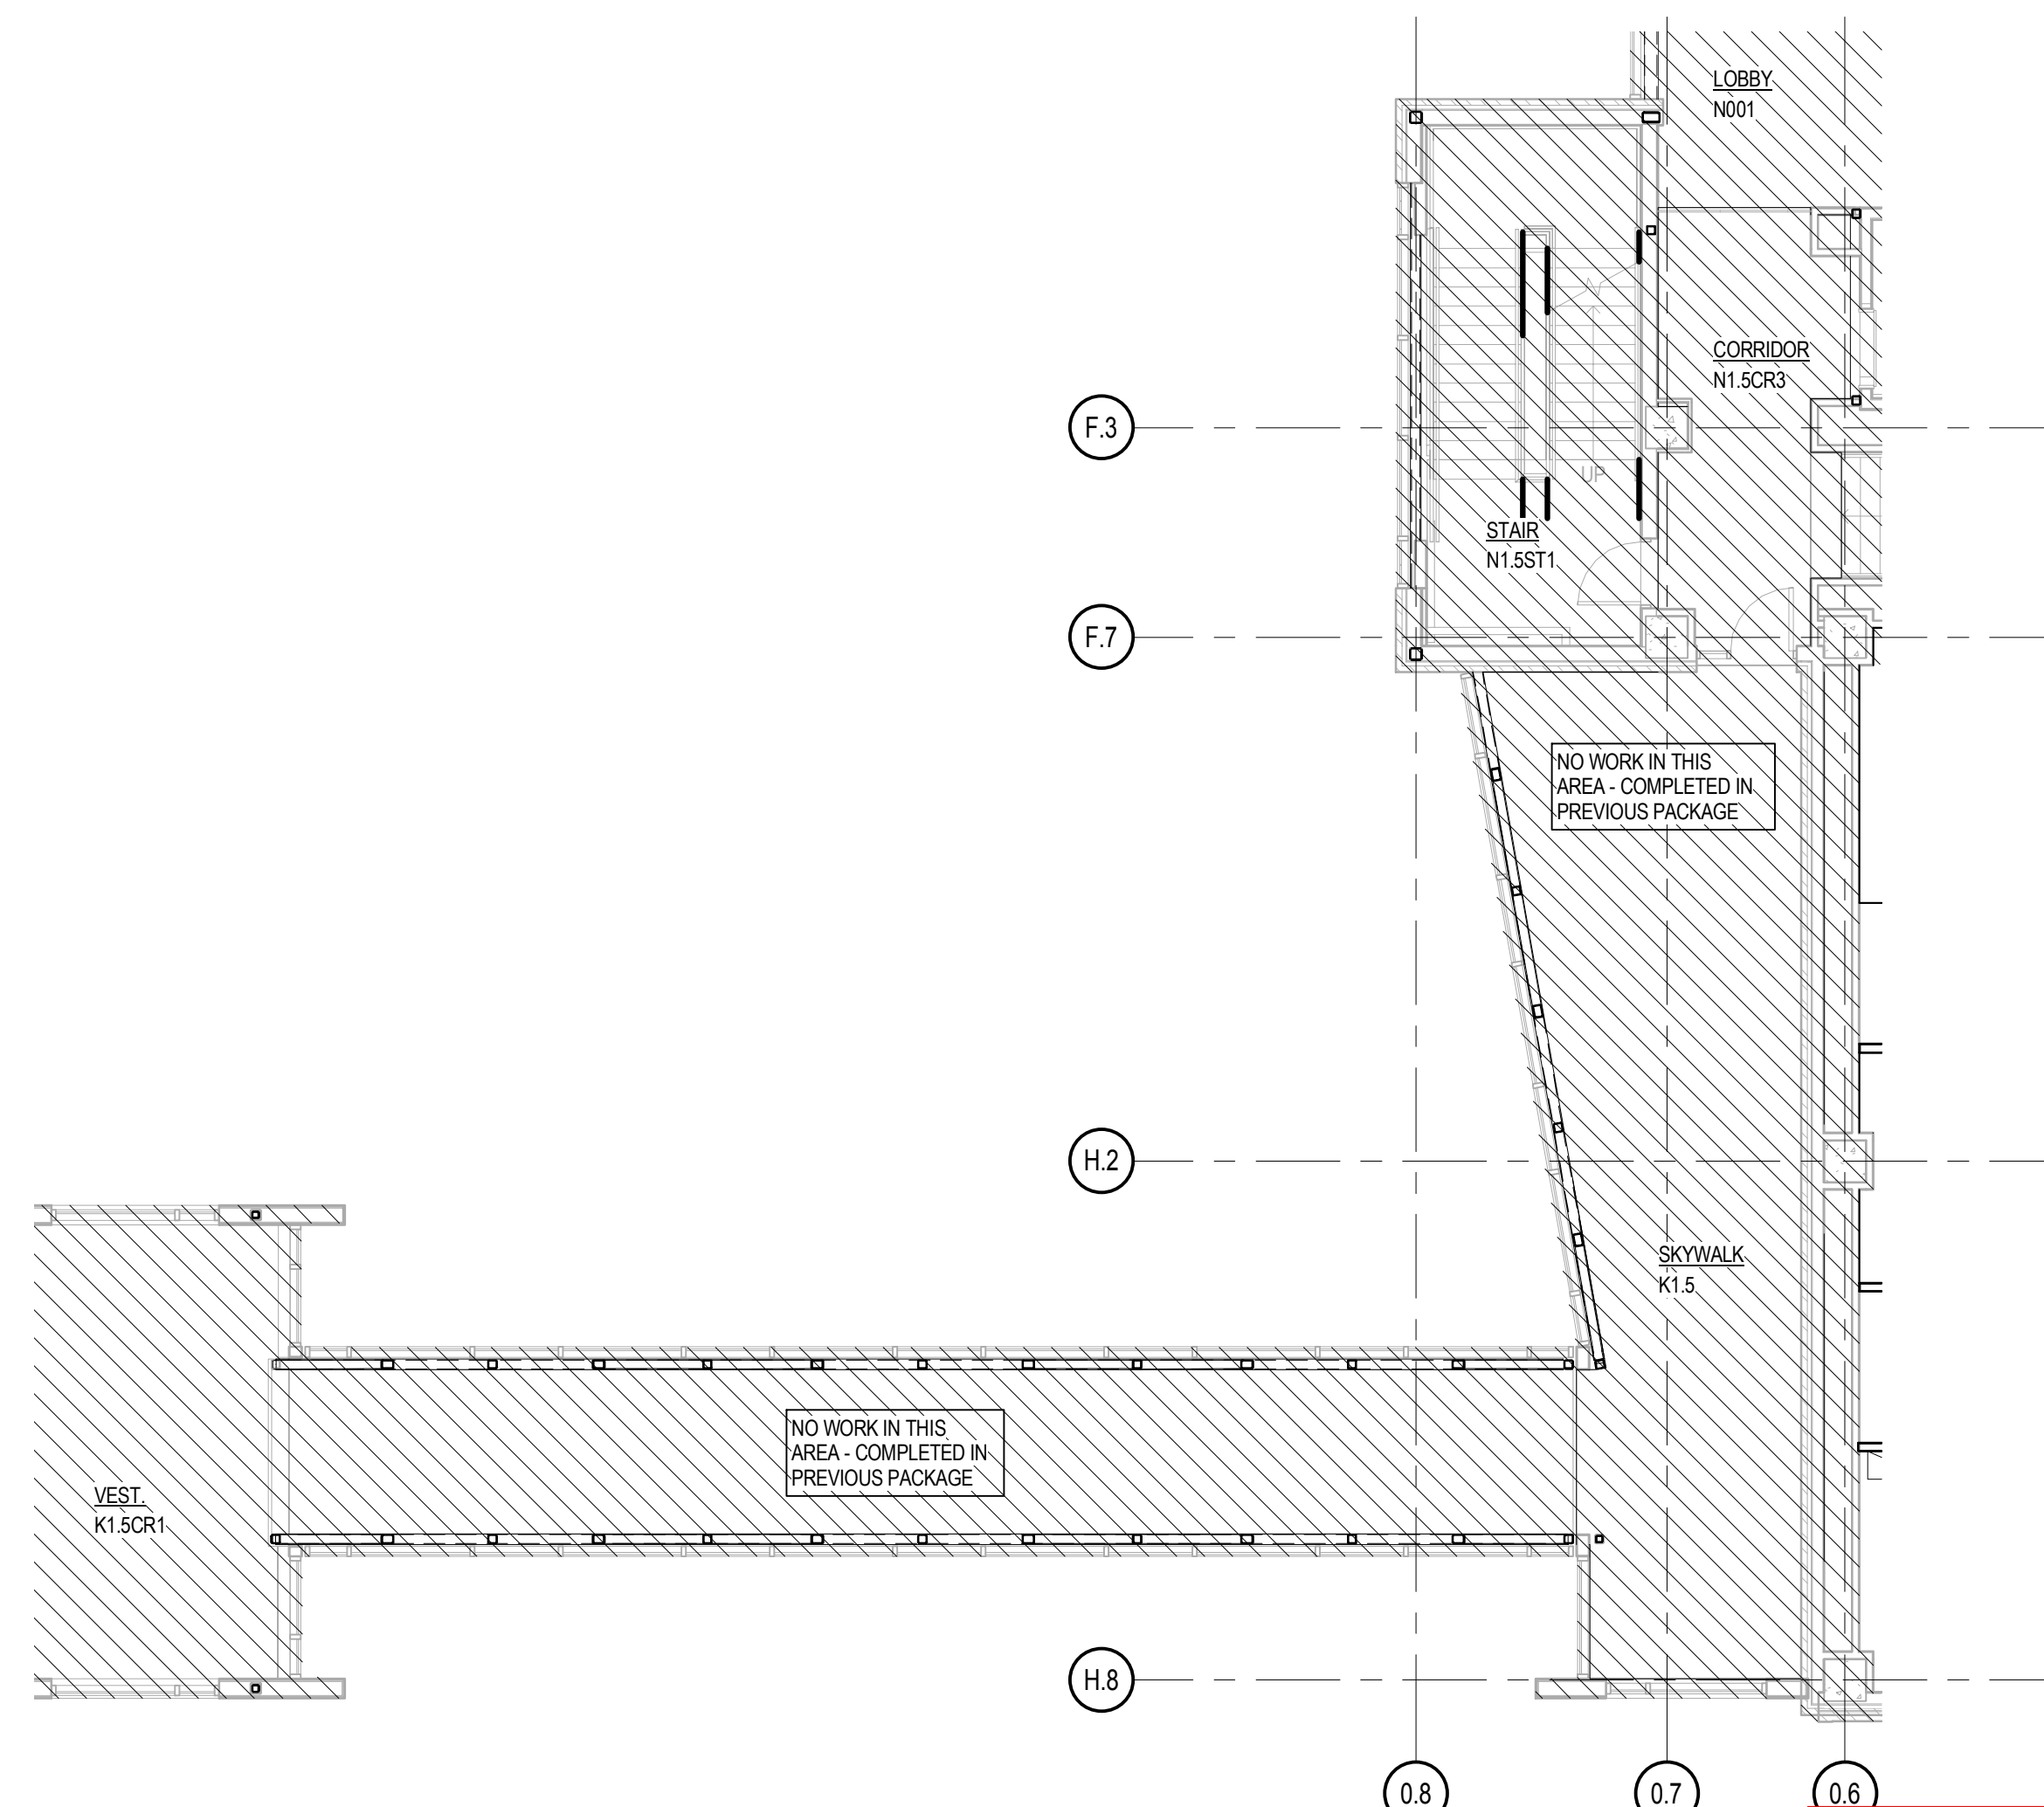 LOBBY
N001
CORRIDOR
N1.5CR3
F.3
UP
STAIR
N1.5ST1
F.7
NO WORK IN THIS
AREA - COMPLETED IN
PREVIOUS PACKAGE
H.2
SKYWALK
K1.5
NO WORK IN THIS
AREA - COMPLETED IN
PREVIOUS PACKAGE
VEST.
K1.5CR1
H.8
0.8
0.7
0.6